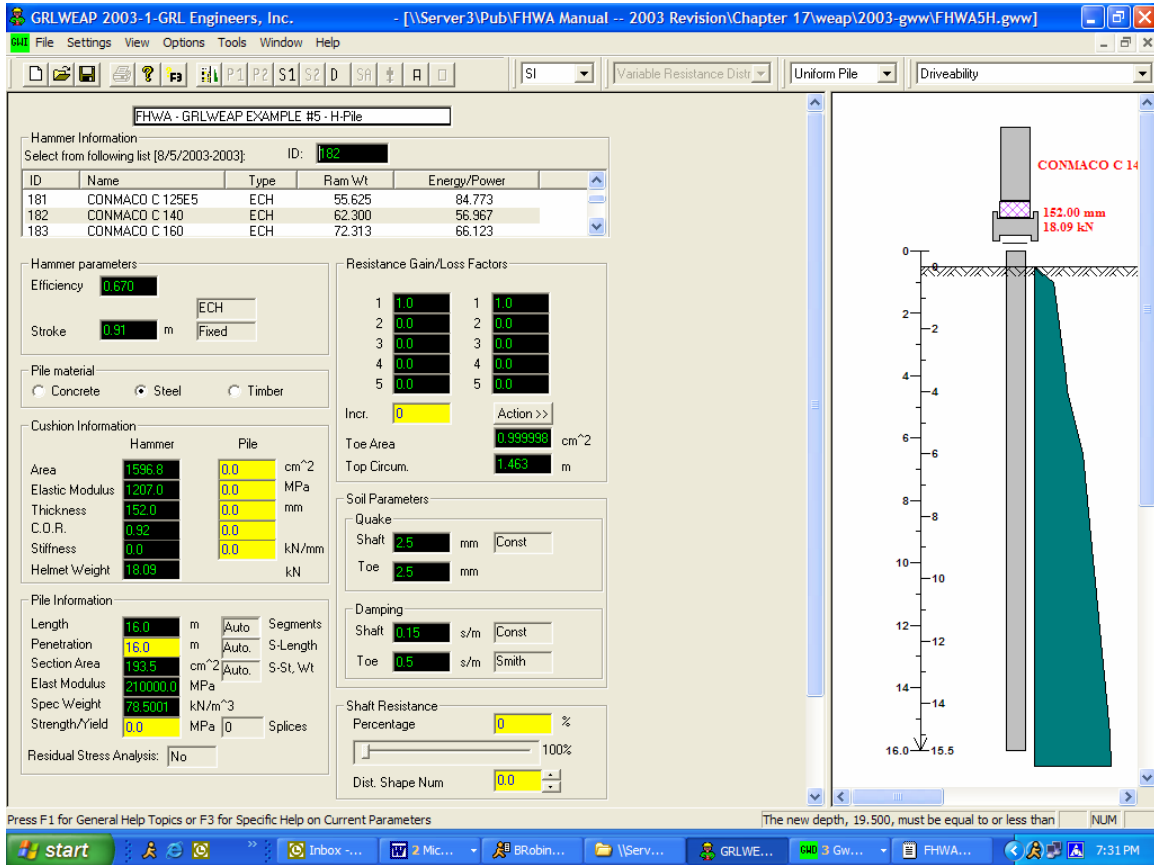 GRLWEAP 2003-1-GRL Engineers, Inc. - [\\Server3\Pub\FHWA Manual -- 2003 Revision\Chapter 17\weap\2003-gww\FHWA5H.gww]
GWI File Settings View Options Tools Window Help
F3 P1 P2 S1 S2 D SA A SI Variable Resistance Distr Uniform Pile Driveability
FHWA - GRLWEAP EXAMPLE #5 - H-Pile
Hammer Information
Select from following list [8/5/2003-2003]: ID: 182
ID Name Type Ram Wt Energy/Power
181 CONMACO C 125E5 ECH 55.625 84.773
182 CONMACO C 140 ECH 62.300 56.967
183 CONMACO C 160 ECH 72.313 66.123
Hammer parameters
Efficiency 0.670
ECH
Stroke 0.91 m Fixed
Pile material
Concrete Steel Timber
Cushion Information
Hammer Pile
Area 1596.8 0.0 cm^2
Elastic Modulus 1207.0 0.0 MPa
Thickness 152.0 0.0 mm
C.O.R. 0.92 0.0
Stiffness 0.0 0.0 kN/mm
Helmet Weight 18.09 kN
Pile Information
Length 16.0 m Auto Segments
Penetration 16.0 m Auto. S-Length
Section Area 193.5 cm^2 Auto. S-St, Wt
Elast Modulus 210000.0 MPa
Spec Weight 78.5001 kN/m^3
Strength/Yield 0.0 MPa 0 Splices
Residual Stress Analysis: No
Resistance Gain/Loss Factors
1 1.0 1 1.0
2 0.0 2 0.0
3 0.0 3 0.0
4 0.0 4 0.0
5 0.0 5 0.0
Incr. 0 Action >>
Toe Area 0.999998 cm^2
Top Circum. 1.463 m
Soil Parameters
Quake
Shaft 2.5 mm Const
Toe 2.5 mm
Damping
Shaft 0.15 s/m Const
Toe 0.5 s/m Smith
Shaft Resistance
Percentage 0 %
100%
Dist. Shape Num 0.0
CONMACO C 14
152.00 mm
18.09 kN
0 0
2 2
4 4
6 6
8 8
10 10
12 12
14 14
16.0 15.5
Press F1 for General Help Topics or F3 for Specific Help on Current Parameters The new depth, 19.500, must be equal to or less than NUM
start Inbox -... 2 Mic... BRobin... \\Serv... GRLWE... 3 Gw... FHWA... 7:31 PM